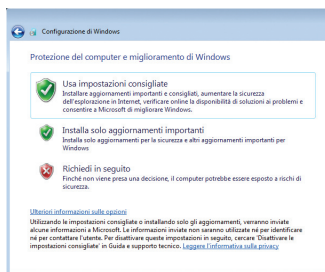 Configurazione di Windows
Protezione del computer e miglioramento di Windows
Usa impostazioni consigliate
Installare aggiornamenti importanti e consigliati, aumentare la sicurezza
dell'esplorazione in Internet, verificare online la disponibilità di soluzioni ai problemi e
consentire a Microsoft di migliorare Windows.
Installa solo aggiornamenti importanti
Installa solo aggiornamenti per la sicurezza e altri aggiornamenti importanti per
Windows
Richiedi in seguito
Finché non viene presa una decisione, il computer potrebbe essere esposto a rischi di
sicurezza.
Ulteriori informazioni sulle opzioni
Utilizzando le impostazioni consigliate o installando solo gli aggiornamenti, verranno inviate
alcune informazioni a Microsoft. Le informazioni inviate non saranno utilizzate né per identificare
né per contattare l'utente. Per disattivare queste impostazioni in seguito, cercare 'Disattivare le
impostazioni consigliate' in Guida e supporto tecnico. Leggere l'informativa sulla privacy